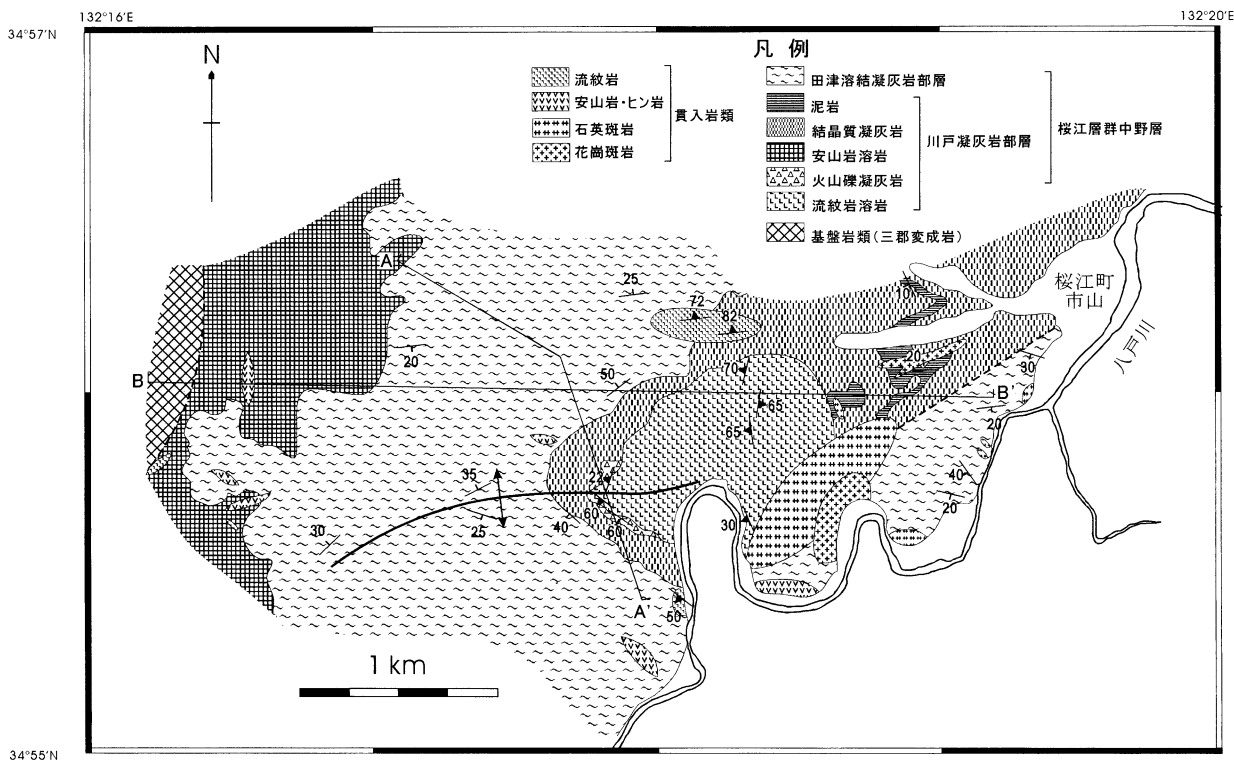 132°16′E
132°20′E
34°57′N
N
凡例
流紋岩
安山岩・ヒン岩
石英斑岩
花崗斑岩
貫入岩類
田津溶結凝灰岩部層
泥岩
結晶質凝灰岩
安山岩溶岩
火山礫凝灰岩
流紋岩溶岩
川戸凝灰岩部層
桜江層群中野層
基盤岩類(三郡変成岩)
A
25
72
82
10
桜江町
市山
八戸川
20
20
30
B
50
70
65
B'
20
65
35
22
40
20
30
25
40
60
60
30
A'
50
1 km
34°55′N